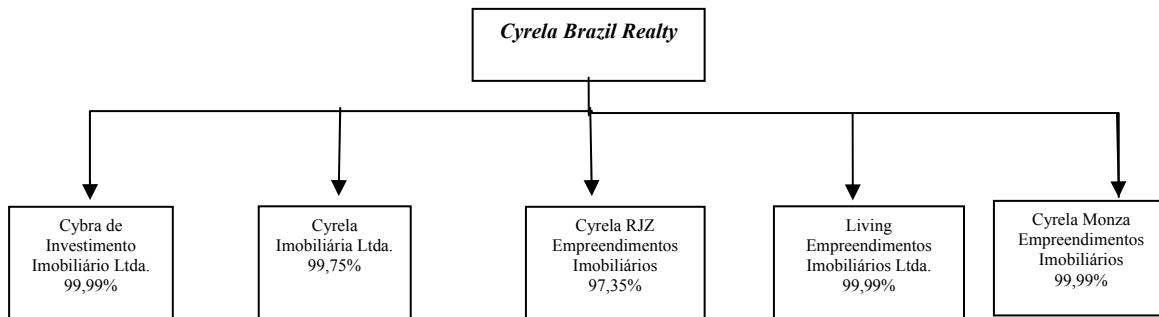 Cyrela Brazil Realty
Cybra de
Investimento
Imobiliário Ltda.
99,99%
Cyrela
Imobiliária Ltda.
99,75%
Cyrela RJZ
Empreendimentos
Imobiliários
97,35%
Living
Empreendimentos
Imobiliários Ltda.
99,99%
Cyrela Monza
Empreendimentos
Imobiliários
99,99%